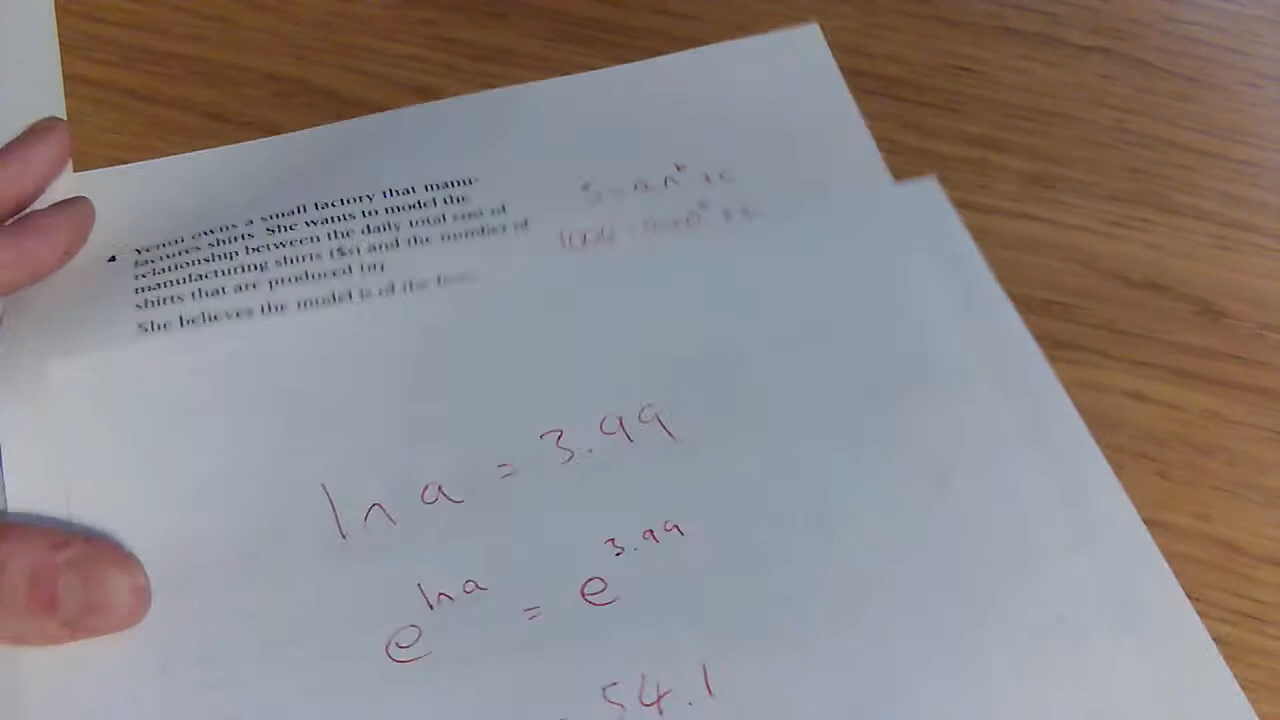 4 Yenni owns a small factory that manu-
factures shirts. She wants to model the
relationship between the daily total cost of
manufacturing shirts ($s) and the number of
shirts that are produced (n).
She believes the model is of the form
s = an^b + c
ln a = 3.99
e^ln a = e^3.99
= 54.1